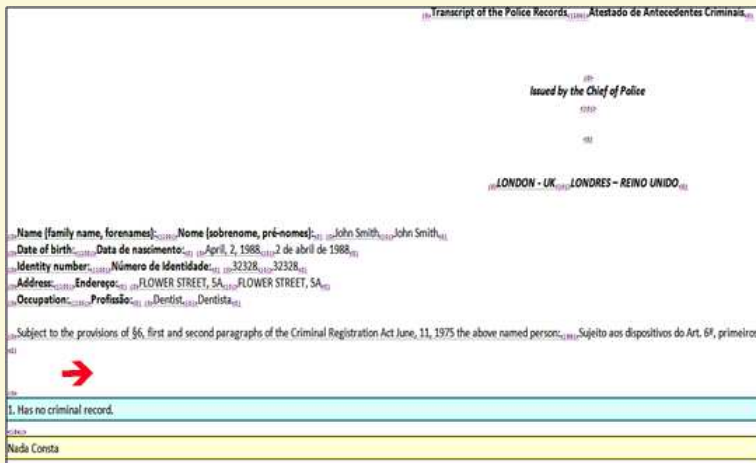 Transcript of the Police Records Atestado de Antecedentes Criminais
Issued by the Chief of Police
LONDON - UK LONDRES – REINO UNIDO
Name (family name, forenames): Nome (sobrenome, pré-nomes): John Smith John Smith
Date of birth: Data de nascimento: April, 2, 1988 2 de abril de 1988
Identity number: Número de Identidade: 32328 32328
Address: Endereço: FLOWER STREET, 5A FLOWER STREET, 5A
Occupation: Profissão: Dentist Dentista
Subject to the provisions of §6, first and second paragraphs of the Criminal Registration Act June, 11, 1975 the above named person: Sujeito aos dispositivos do Art. 6º, primeiros
1. Has no criminal record.
Nada Consta